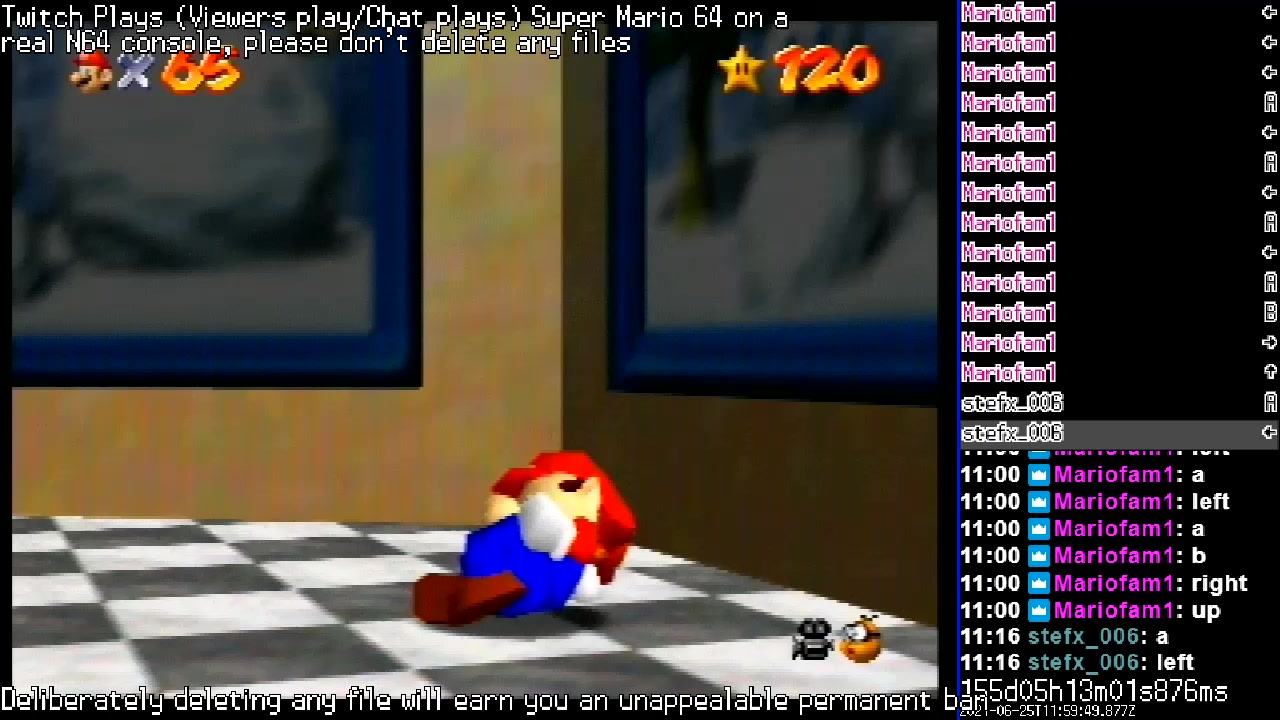 Twitch Plays (Viewers play/Chat plays) Super Mario 64 on a
real N64 console, please don't delete any files
x 65
120
Mariofam1
Mariofam1
Mariofam1
Mariofam1 A
Mariofam1
Mariofam1 A
Mariofam1
Mariofam1 A
Mariofam1
Mariofam1 A
Mariofam1 B
Mariofam1
Mariofam1
stefx_006 A
stefx_006
11:00 Mariofam1: left
11:00 Mariofam1: a
11:00 Mariofam1: left
11:00 Mariofam1: a
11:00 Mariofam1: b
11:00 Mariofam1: right
11:00 Mariofam1: up
11:16 stefx_006: a
11:16 stefx_006: left
155d05h13m01s876ms
2021-06-25T11:59:49.877Z
Deliberately deleting any file will earn you an unappealable permanent ban